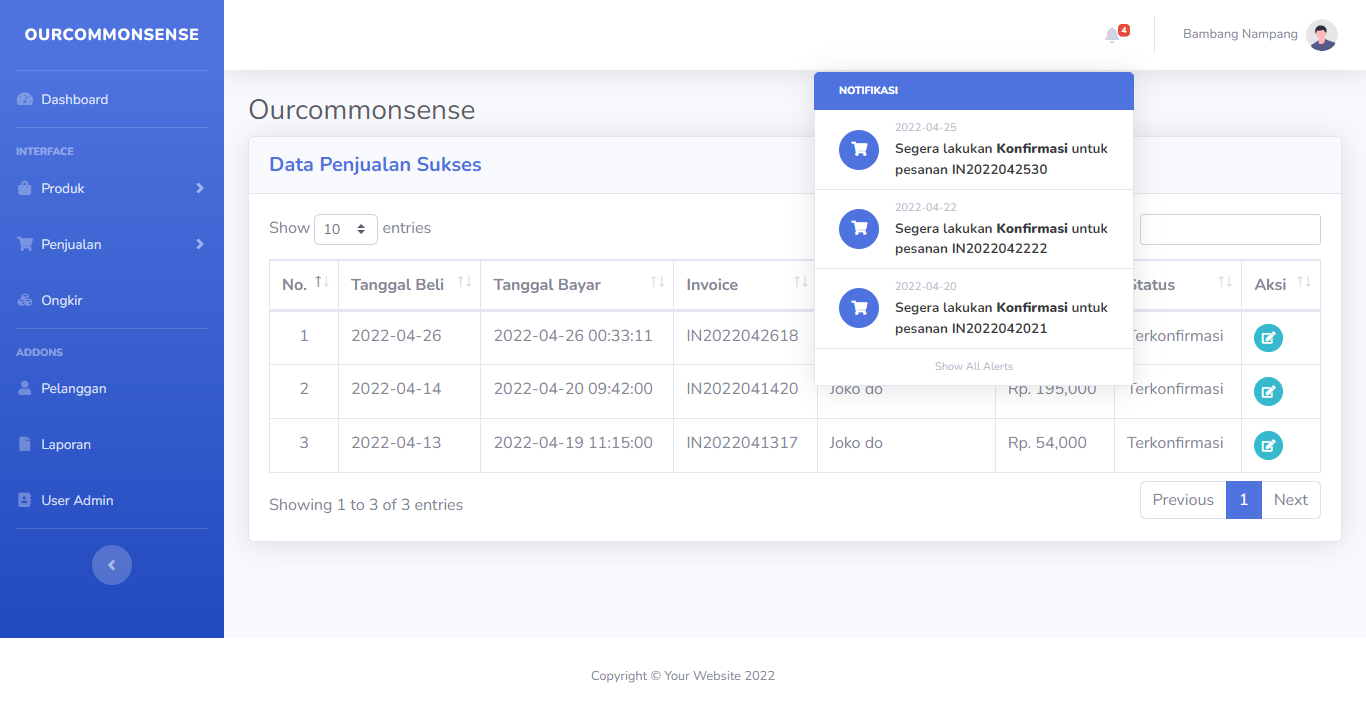 OURCOMMONSENSE
4
Bambang Nampang
Dashboard
INTERFACE
Produk
Penjualan
Ongkir
ADDONS
Pelanggan
Laporan
User Admin
NOTIFIKASI
2022-04-25
Segera lakukan Konfirmasi untuk
pesanan IN2022042530
2022-04-22
Segera lakukan Konfirmasi untuk
pesanan IN2022042222
2022-04-20
Segera lakukan Konfirmasi untuk
pesanan IN2022042021
Show All Alerts
Ourcommonsense
Data Penjualan Sukses
Show 10 entries
No. Tanggal Beli Tanggal Bayar Invoice Status Aksi
1 2022-04-26 2022-04-26 00:33:11 IN2022042618 Terkonfirmasi
2 2022-04-14 2022-04-20 09:42:00 IN2022041420 Joko do Rp. 195,000 Terkonfirmasi
3 2022-04-13 2022-04-19 11:15:00 IN2022041317 Joko do Rp. 54,000 Terkonfirmasi
Showing 1 to 3 of 3 entries
Previous 1 Next
Copyright © Your Website 2022